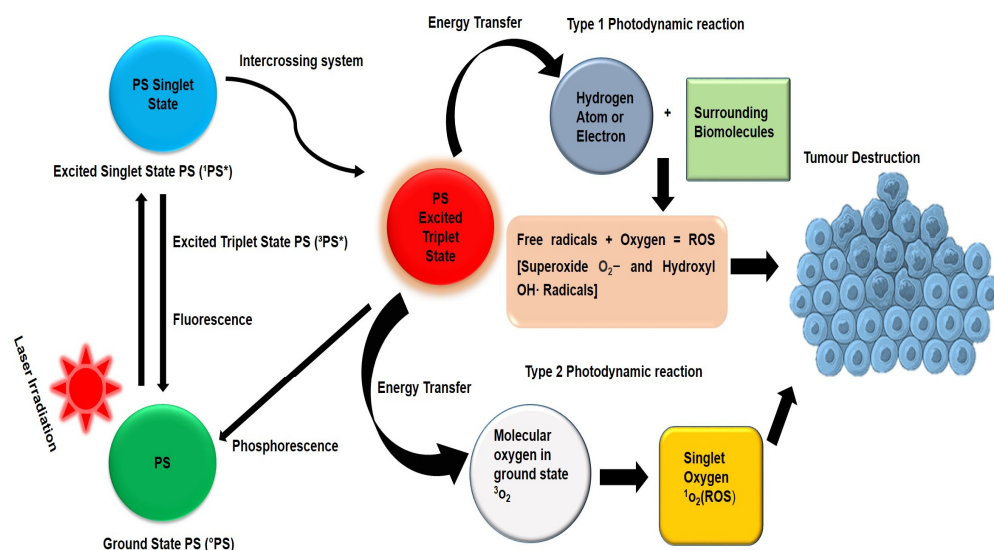 Energy Transfer
Type 1 Photodynamic reaction
Intercrossing system
PS Singlet
State
Hydrogen
Atom or
Electron
+
Surrounding
Biomolecules
Excited Singlet State PS (¹PS*)
Tumour Destruction
PS
Excited
Triplet
State
Excited Triplet State PS (³PS*)
Free radicals + Oxygen = ROS
[Superoxide O₂– and Hydroxyl
OH· Radicals]
Fluorescence
Laser Irradiation
Energy Transfer
Type 2 Photodynamic reaction
Phosphorescence
PS
Molecular
oxygen in
ground state
³O₂
Singlet
Oxygen
¹O₂(ROS)
Ground State PS (°PS)